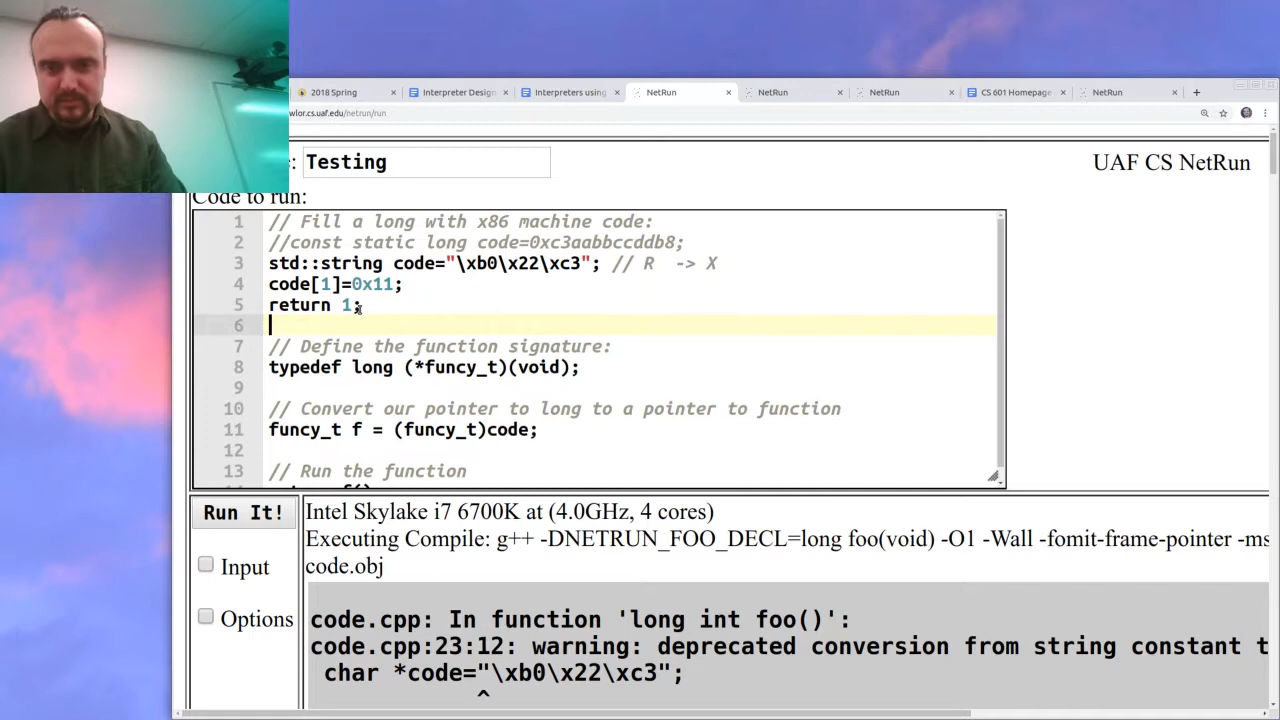 2018 Spring
Interpreter Design
Interpreters using
NetRun
NetRun
NetRun
CS 601 Homepage
NetRun
wlor.cs.uaf.edu/netrun/run
: Testing
UAF CS NetRun
Code to run:
1 // Fill a long with x86 machine code:
2 //const static long code=0xc3aabbccddb8;
3 std::string code="\xb0\x22\xc3"; // R -> X
4 code[1]=0x11;
5 return 1;
6
7 // Define the function signature:
8 typedef long (*funcy_t)(void);
9
10 // Convert our pointer to long to a pointer to function
11 funcy_t f = (funcy_t)code;
12
13 // Run the function
Run It!
Intel Skylake i7 6700K at (4.0GHz, 4 cores)
Executing Compile: g++ -DNETRUN_FOO_DECL=long foo(void) -O1 -Wall -fomit-frame-pointer -ms
code.obj
Input
Options
code.cpp: In function 'long int foo()':
code.cpp:23:12: warning: deprecated conversion from string constant t
char *code="\xb0\x22\xc3";
^